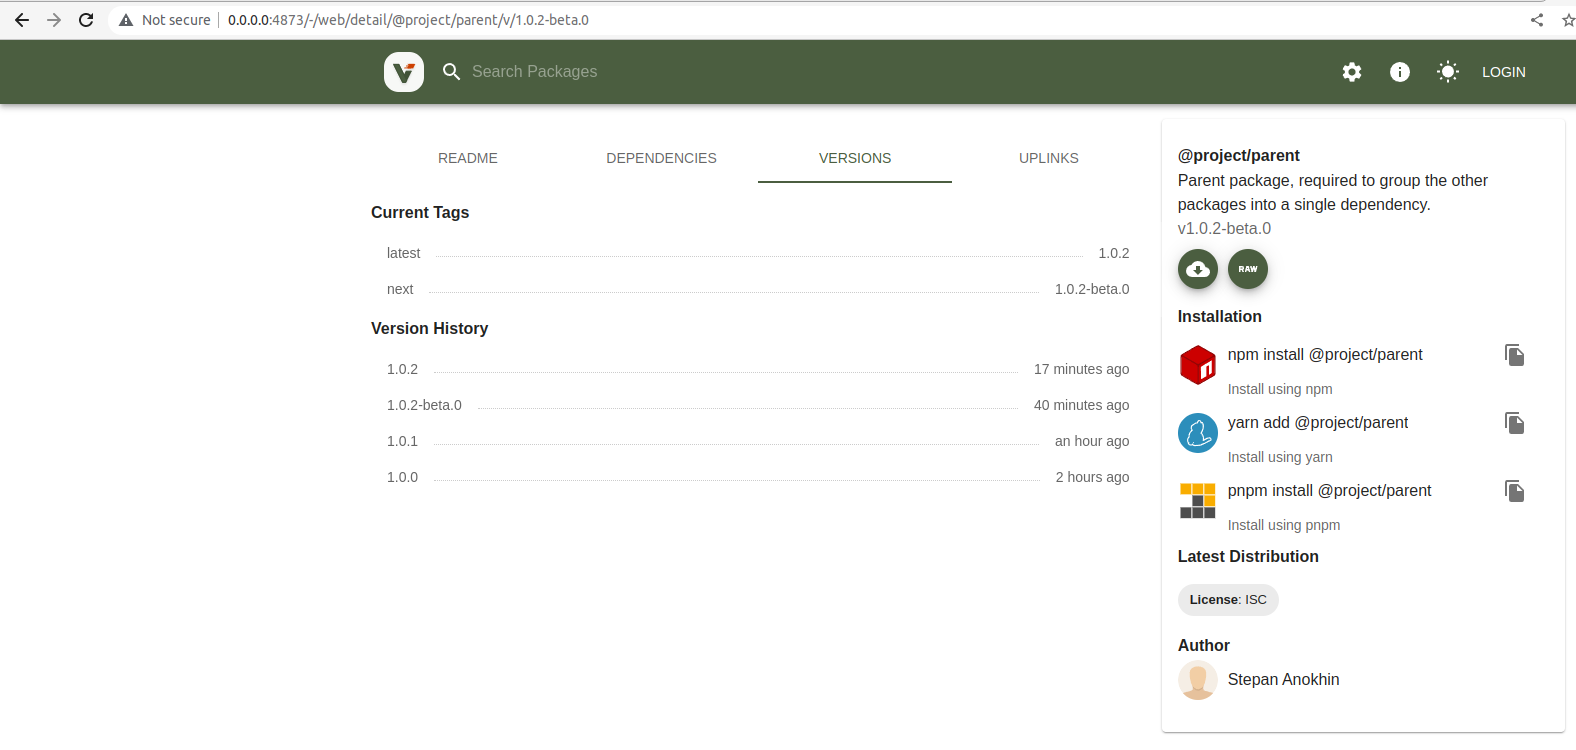 Not secure
0.0.0.0:4873/-/web/detail/@project/parent/v/1.0.2-beta.0
Search Packages
LOGIN
README
DEPENDENCIES
VERSIONS
UPLINKS
Current Tags
latest 1.0.2
next 1.0.2-beta.0
Version History
1.0.2 17 minutes ago
1.0.2-beta.0 40 minutes ago
1.0.1 an hour ago
1.0.0 2 hours ago
@project/parent
Parent package, required to group the other
packages into a single dependency.
v1.0.2-beta.0
RAW
Installation
npm install @project/parent
Install using npm
yarn add @project/parent
Install using yarn
pnpm install @project/parent
Install using pnpm
Latest Distribution
License: ISC
Author
Stepan Anokhin